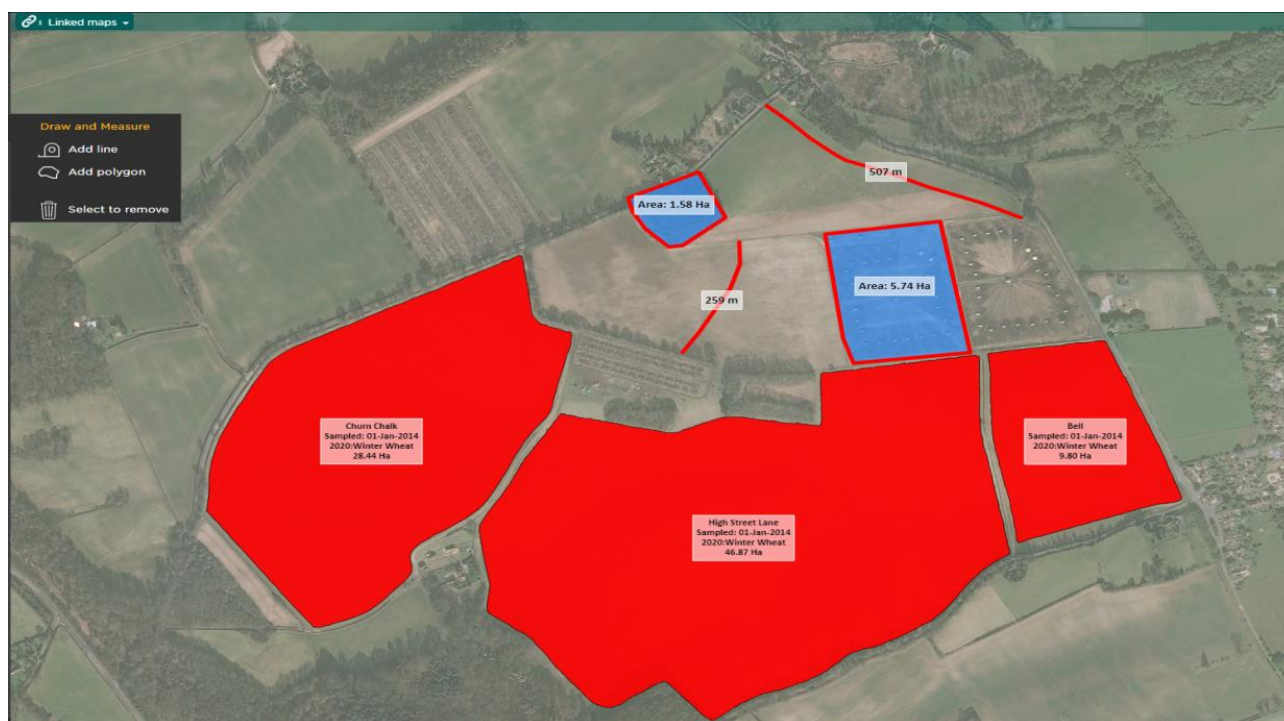 Linked maps
Draw and Measure
Add line
Add polygon
Select to remove
507 m
Area: 1.58 Ha
259 m
Area: 5.74 Ha
Churn Chalk
Sampled: 01-Jan-2014
2020:Winter Wheat
28.44 Ha
Bell
Sampled: 01-Jan-2014
2020:Winter Wheat
9.80 Ha
High Street Lane
Sampled: 01-Jan-2014
2020:Winter Wheat
46.87 Ha